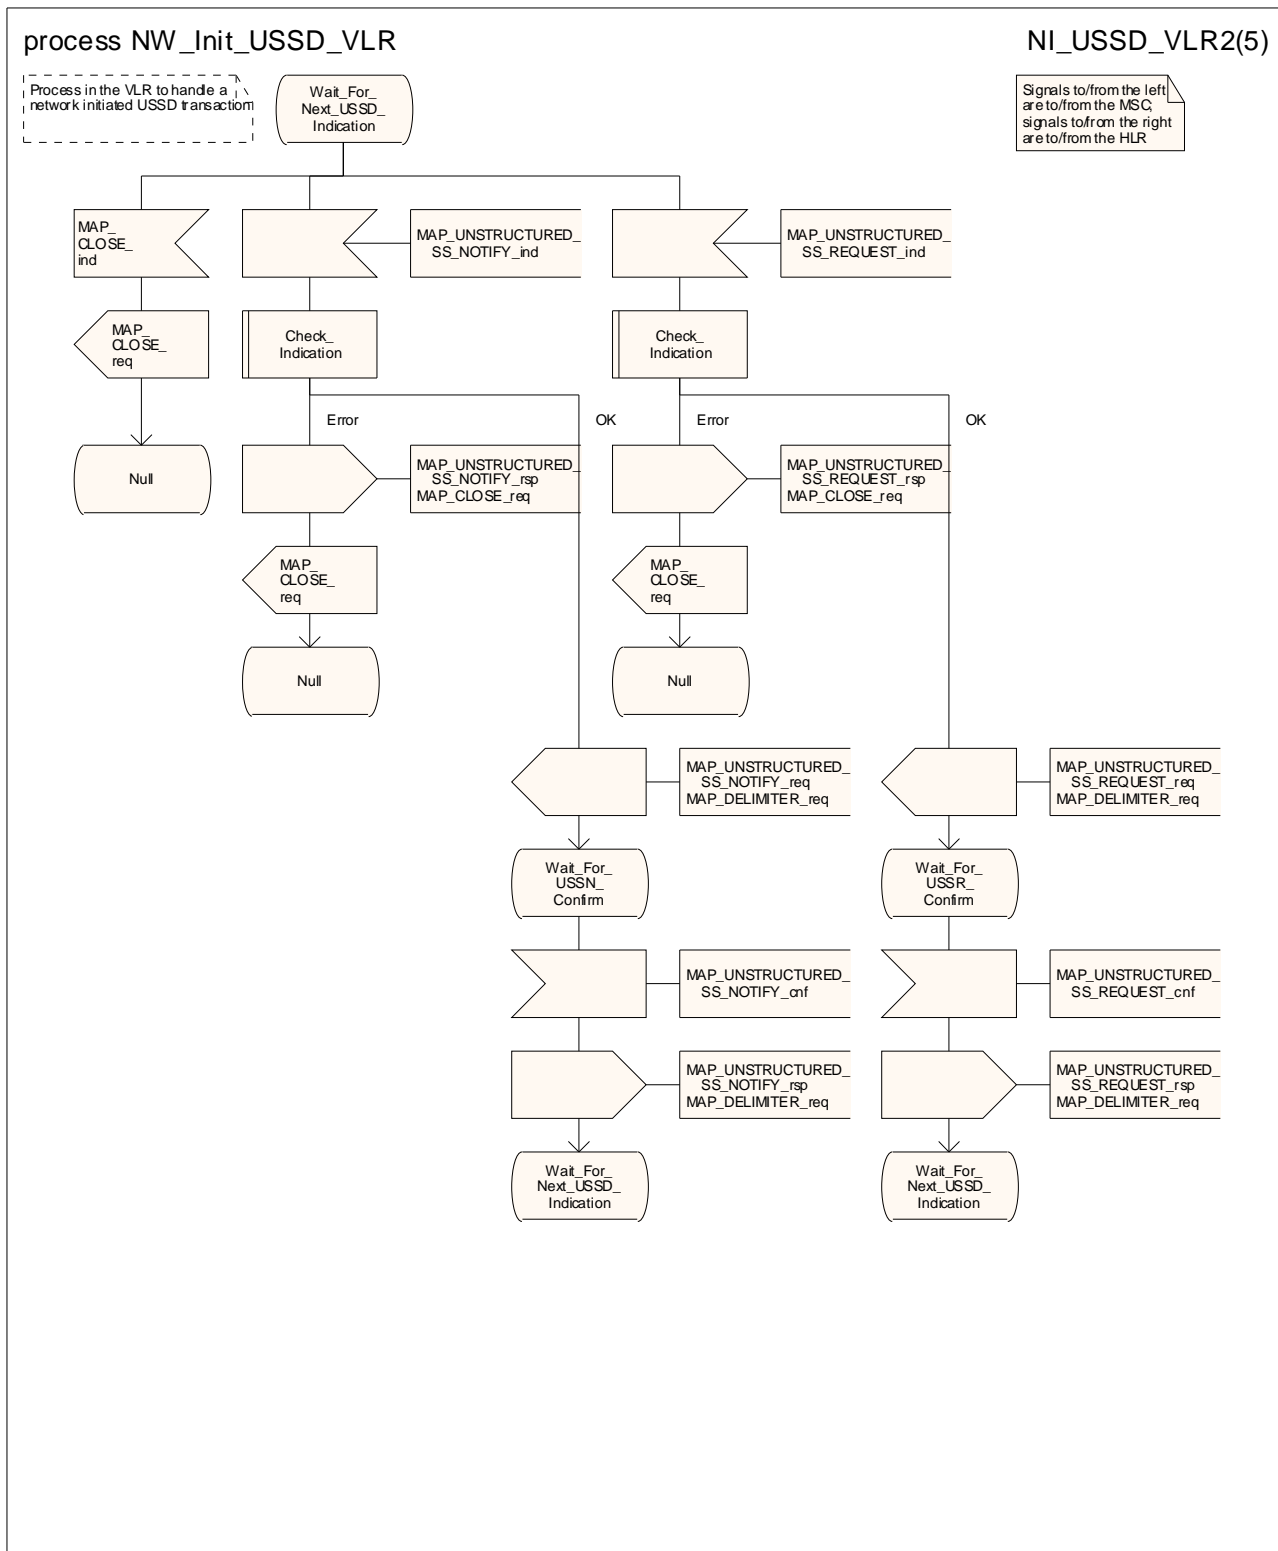 process NW_Init_USSD_VLR
NI_USSD_VLR2(5)
Process in the VLR to handle a
network initiated USSD transaction
Wait_For_
Next_USSD_
Indication
Signals to/from the left
are to/from the MSC;
signals to/from the right
are to/from the HLR
MAP_
CLOSE_
ind
MAP_UNSTRUCTURED_
SS_NOTIFY_ind
MAP_UNSTRUCTURED_
SS_REQUEST_ind
MAP_
CLOSE_
req
Check_
Indication
Check_
Indication
Error
OK
Error
OK
Null
MAP_UNSTRUCTURED_
SS_NOTIFY_rsp
MAP_CLOSE_req
MAP_UNSTRUCTURED_
SS_REQUEST_rsp
MAP_CLOSE_req
MAP_
CLOSE_
req
MAP_
CLOSE_
req
Null
Null
MAP_UNSTRUCTURED_
SS_NOTIFY_req
MAP_DELIMITER_req
MAP_UNSTRUCTURED_
SS_REQUEST_req
MAP_DELIMITER_req
Wait_For_
USSN_
Confirm
Wait_For_
USSR_
Confirm
MAP_UNSTRUCTURED_
SS_NOTIFY_cnf
MAP_UNSTRUCTURED_
SS_REQUEST_cnf
MAP_UNSTRUCTURED_
SS_NOTIFY_rsp
MAP_DELIMITER_req
MAP_UNSTRUCTURED_
SS_REQUEST_rsp
MAP_DELIMITER_req
Wait_For_
Next_USSD_
Indication
Wait_For_
Next_USSD_
Indication